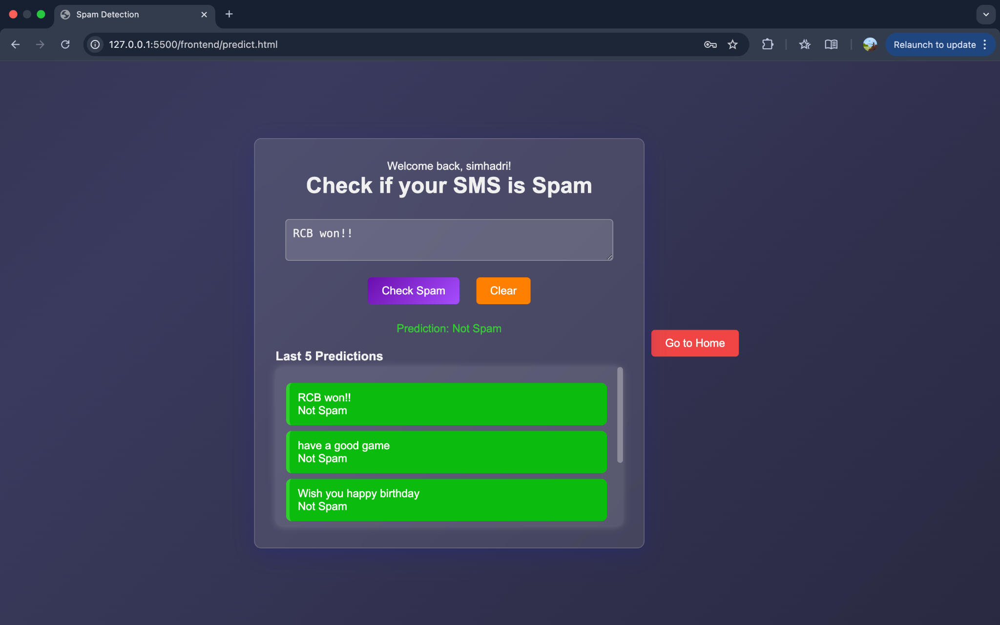 Spam Detection
127.0.0.1:5500/frontend/predict.html
Relaunch to update
Welcome back, simhadri!
Check if your SMS is Spam
RCB won!!
Check Spam
Clear
Prediction: Not Spam
Go to Home
Last 5 Predictions
RCB won!!
Not Spam
have a good game
Not Spam
Wish you happy birthday
Not Spam